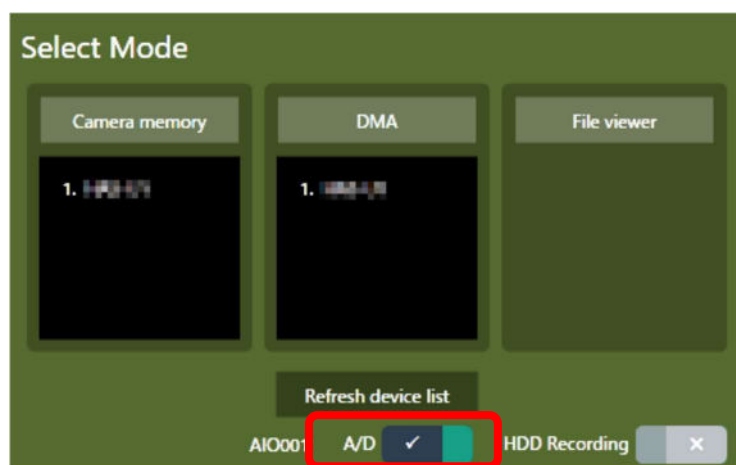 Select Mode
Camera memory DMA File viewer
1. 1.
Refresh device list
AIO001 A/D HDD Recording